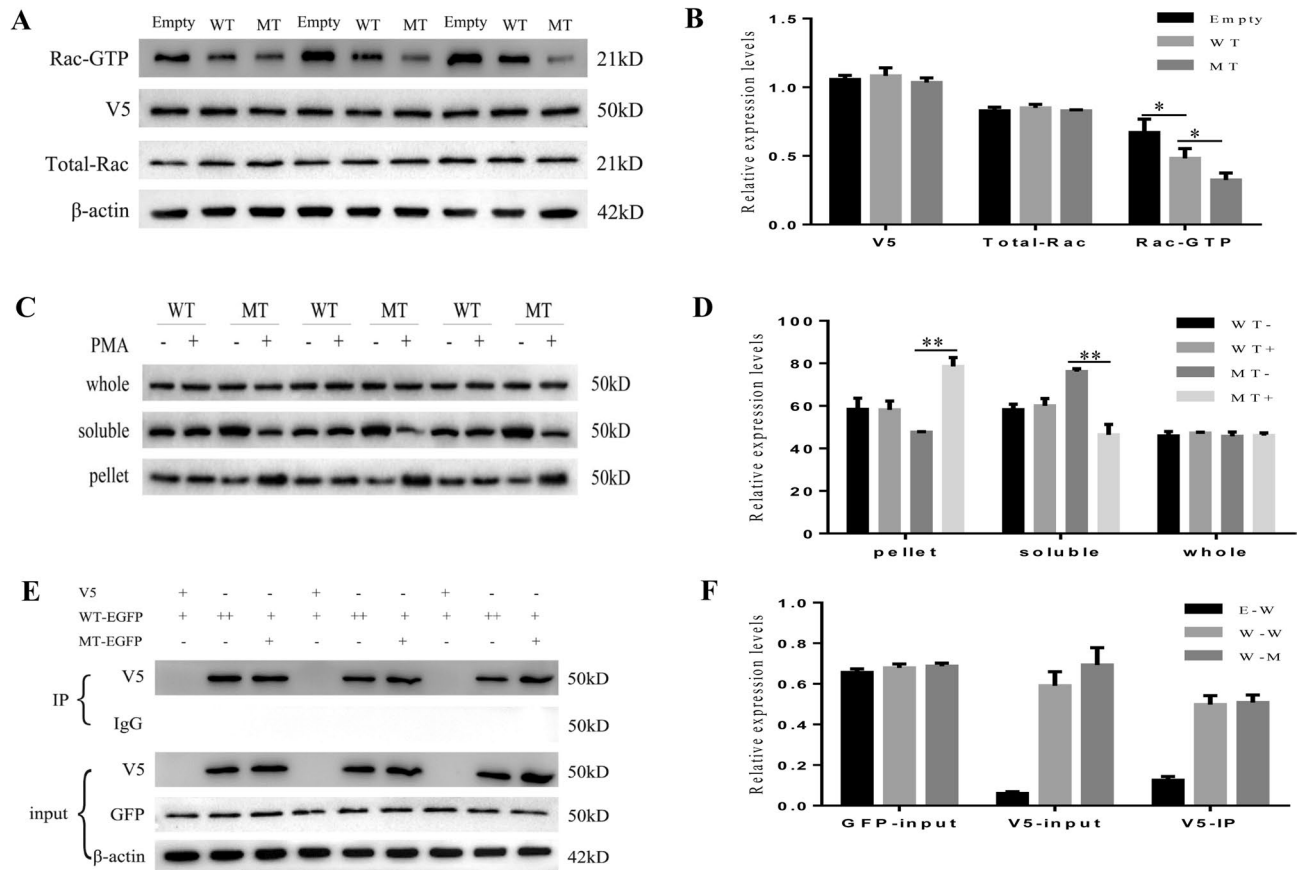 A
Empty WT MT Empty WT MT Empty WT MT
Rac-GTP 21kD
V5 50kD
Total-Rac 21kD
β-actin 42kD
B
Relative expression levels
1.5
1.0
0.5
0.0
V5 Total-Rac Rac-GTP
* *
Empty
WT
MT
C
WT MT WT MT WT MT
PMA - + - + - + - + - + - +
whole 50kD
soluble 50kD
pellet 50kD
D
Relative expression levels
100
80
60
40
20
0
pellet soluble whole
** **
WT-
WT+
MT-
MT+
E
V5 + - - + - - + - -
WT-EGFP + ++ + + ++ + + ++ +
MT-EGFP - - + - - + - - +
IP
V5 50kD
IgG 50kD
input
V5 50kD
GFP 50kD
β-actin 42kD
F
Relative expression levels
1.0
0.8
0.6
0.4
0.2
0.0
GFP-input V5-input V5-IP
E-W
W-W
W-M